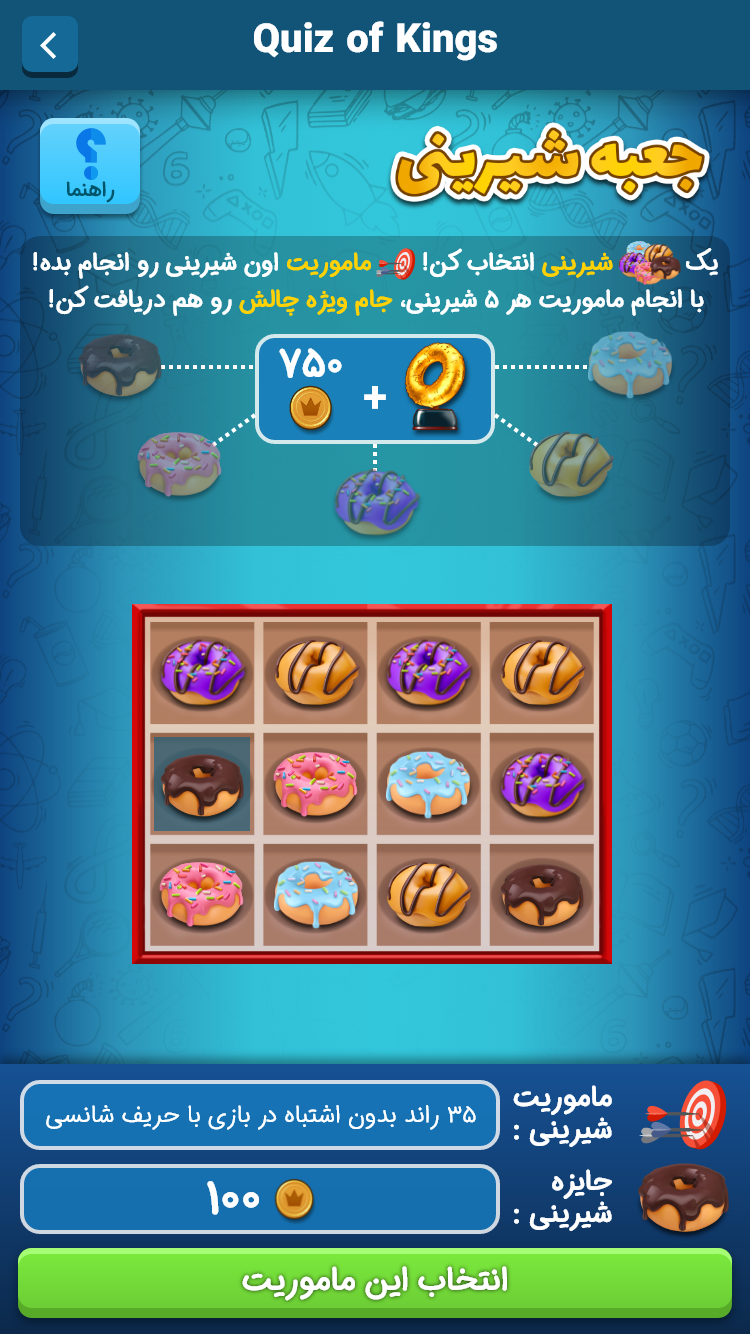 Quiz of Kings
جعبه شیرینی
راهنما
یک شیرینی انتخاب کن! ماموریت اون شیرینی رو انجام بده!
با انجام ماموریت هر ۵ شیرینی، جام ویژه چالش رو هم دریافت کن!
۷۵۰
+
ماموریت
شیرینی :
۳۵ راند بدون اشتباه در بازی با حریف شانسی
جایزه
شیرینی :
۱۰۰
انتخاب این ماموریت